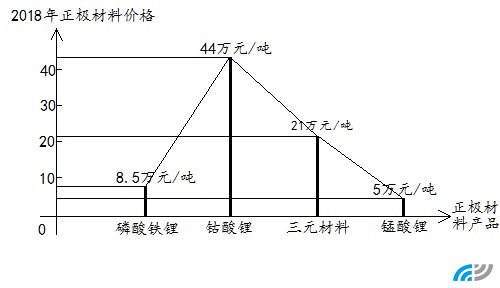 2018年正极材料价格
44万元/吨
40
30
21万元/吨
20
8.5万元/吨
10
5万元/吨
0
磷酸铁锂
钴酸锂
三元材料
锰酸锂
正极材
料产品